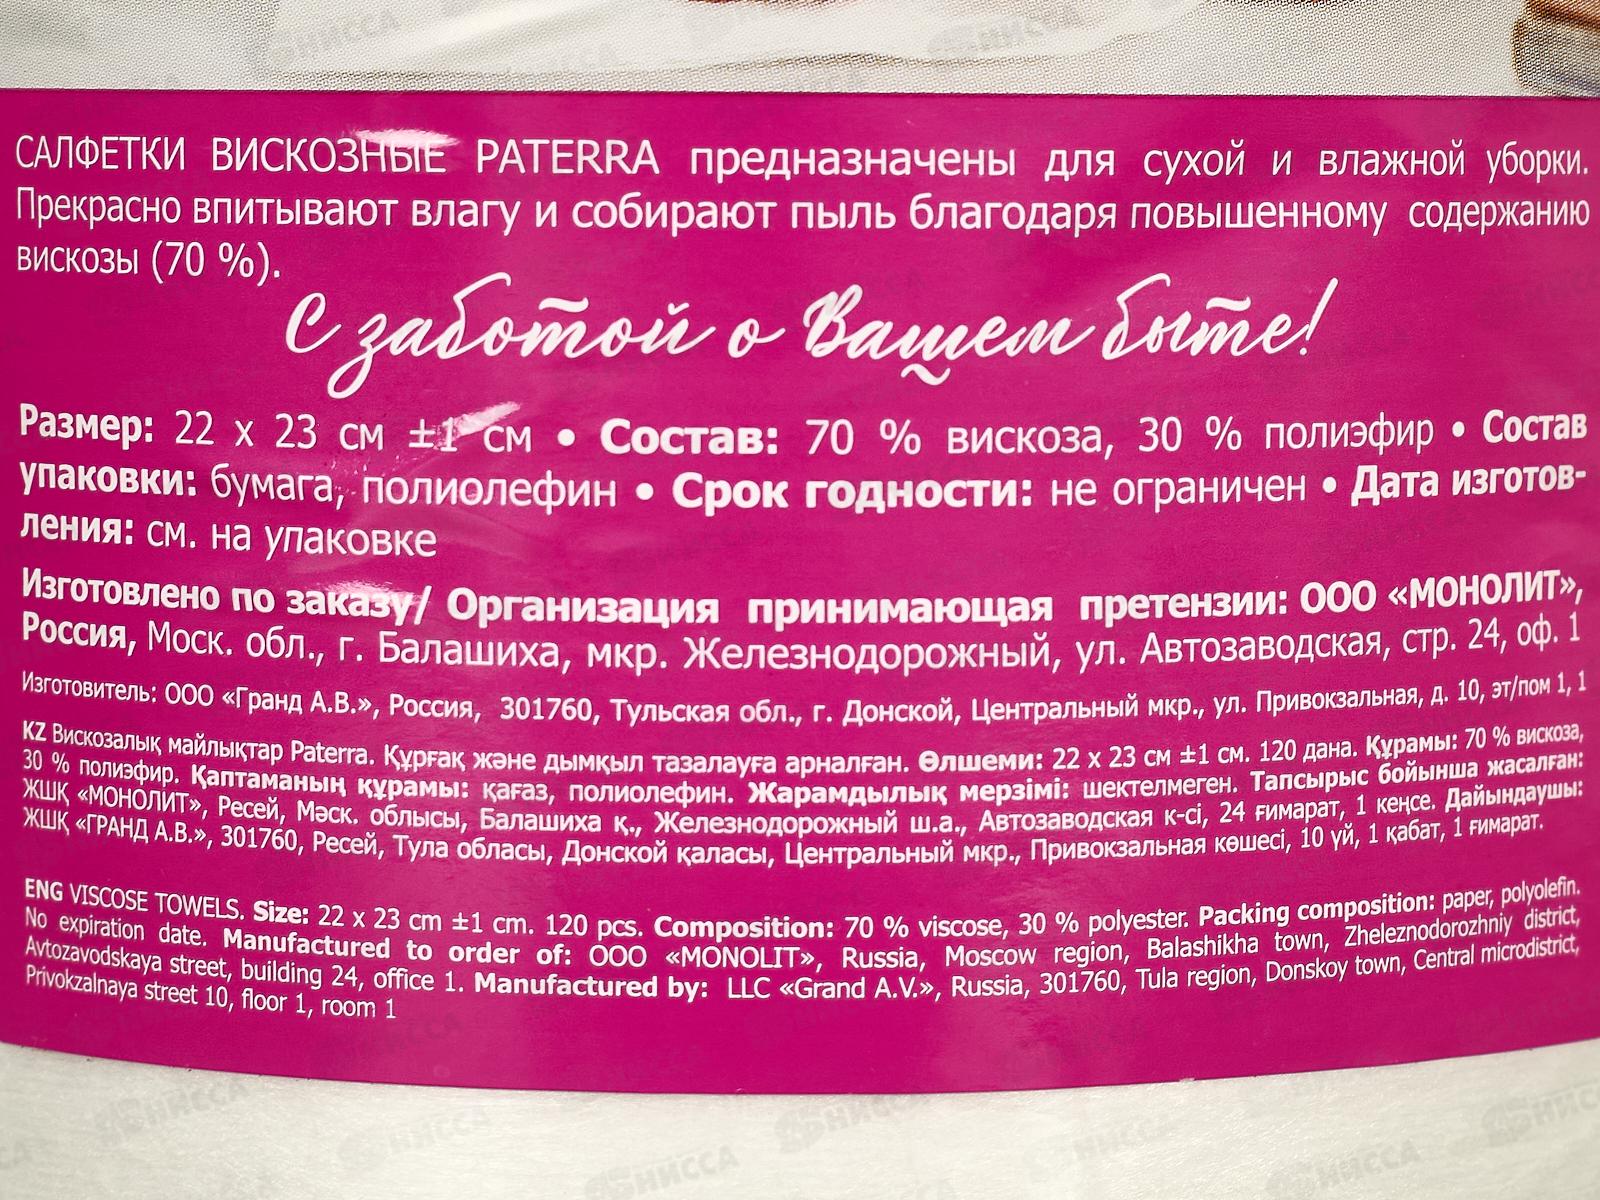 САЛФЕТКИ ВИСКОЗНЫЕ PATERRA предназначены для сухой и влажной уборки.
Прекрасно впитывают влагу и собирают пыль благодаря повышенному содержанию
вискозы (70 %).
С заботой о Вашем быте!
Размер: 22 х 23 см ±1 см • Состав: 70 % вискоза, 30 % полиэфир • Состав
упаковки: бумага, полиолефин • Срок годности: не ограничен • Дата изготов-
ления: см. на упаковке
Изготовлено по заказу/ Организация принимающая претензии: ООО «МОНОЛИТ»,
Россия, Моск. обл., г. Балашиха, мкр. Железнодорожный, ул. Автозаводская, стр. 24, оф. 1
Изготовитель: ООО «Гранд А.В.», Россия, 301760, Тульская обл., г. Донской, Центральный мкр., ул. Привокзальная, д. 10, эт/пом 1, 1
KZ Вискозалық майлықтар Paterra. Құрғақ және дымқыл тазалауға арналған. Өлшеми: 22 х 23 см ±1 см. 120 дана. Құрамы: 70 % вискоза,
30 % полиэфир. Қаптаманың құрамы: қағаз, полиолефин. Жарамдылық мерзімі: шектелмеген. Тапсырыс бойынша жасалған:
ЖШҚ «МОНОЛИТ», Ресей, Мәск. облысы, Балашиха қ., Железнодорожный ш.а., Автозаводская к-сі, 24 ғимарат, 1 кеңсе. Дайындаушы:
ЖШҚ «ГРАНД А.В.», 301760, Ресей, Тула обласы, Донской қаласы, Центральный мкр., Привокзальная көшесі, 10 үй, 1 қабат, 1 ғимарат.
ENG VISCOSE TOWELS. Size: 22 x 23 cm ±1 cm. 120 pcs. Composition: 70 % viscose, 30 % polyester. Packing composition: paper, polyolefin.
No expiration date. Manufactured to order of: OOO «MONOLIT», Russia, Moscow region, Balashikha town, Zheleznodorozhniy district,
Avtozavodskaya street, building 24, office 1. Manufactured by: LLC «Grand A.V.», Russia, 301760, Tula region, Donskoy town, Central microdistrict,
Privokzalnaya street 10, floor 1, room 1